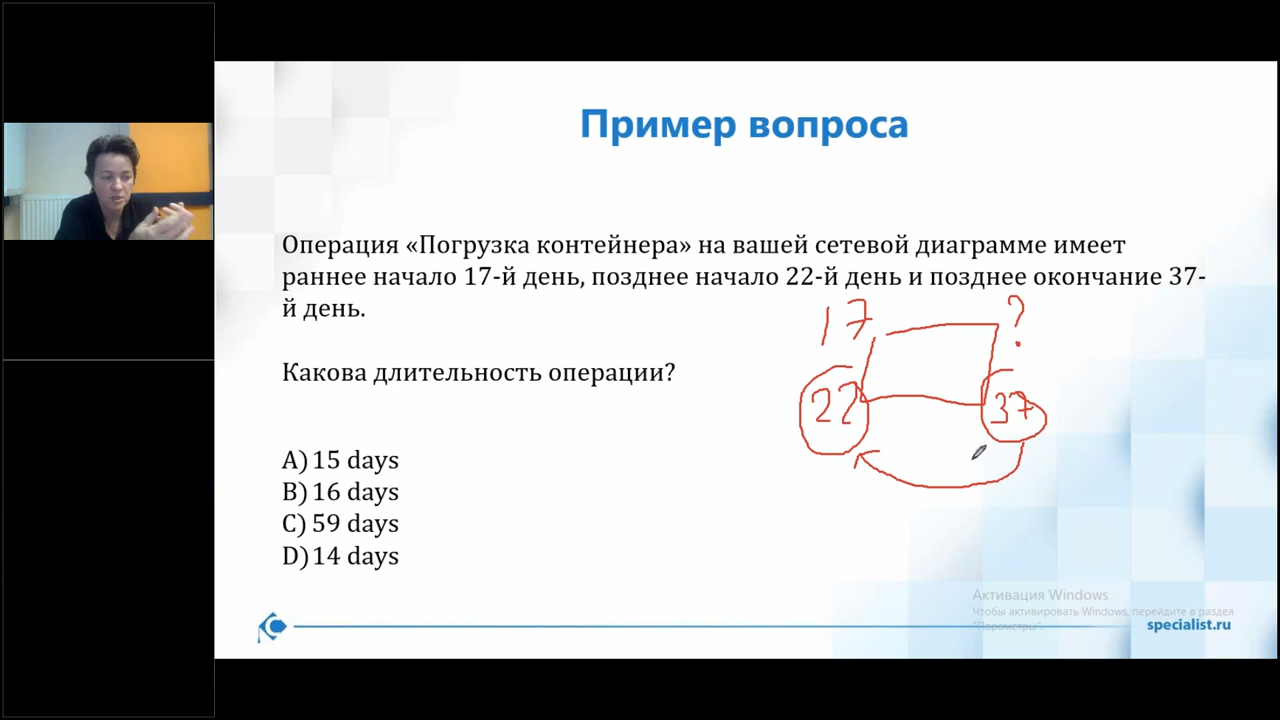 Пример вопроса
Операция «Погрузка контейнера» на вашей сетевой диаграмме имеет
раннее начало 17-й день, позднее начало 22-й день и позднее окончание 37-
й день.
17 ?
Какова длительность операции?
22 37
A) 15 days
B) 16 days
C) 59 days
D) 14 days
Активация Windows
Чтобы активировать Windows, перейдите в раздел
"Параметры".
specialist.ru